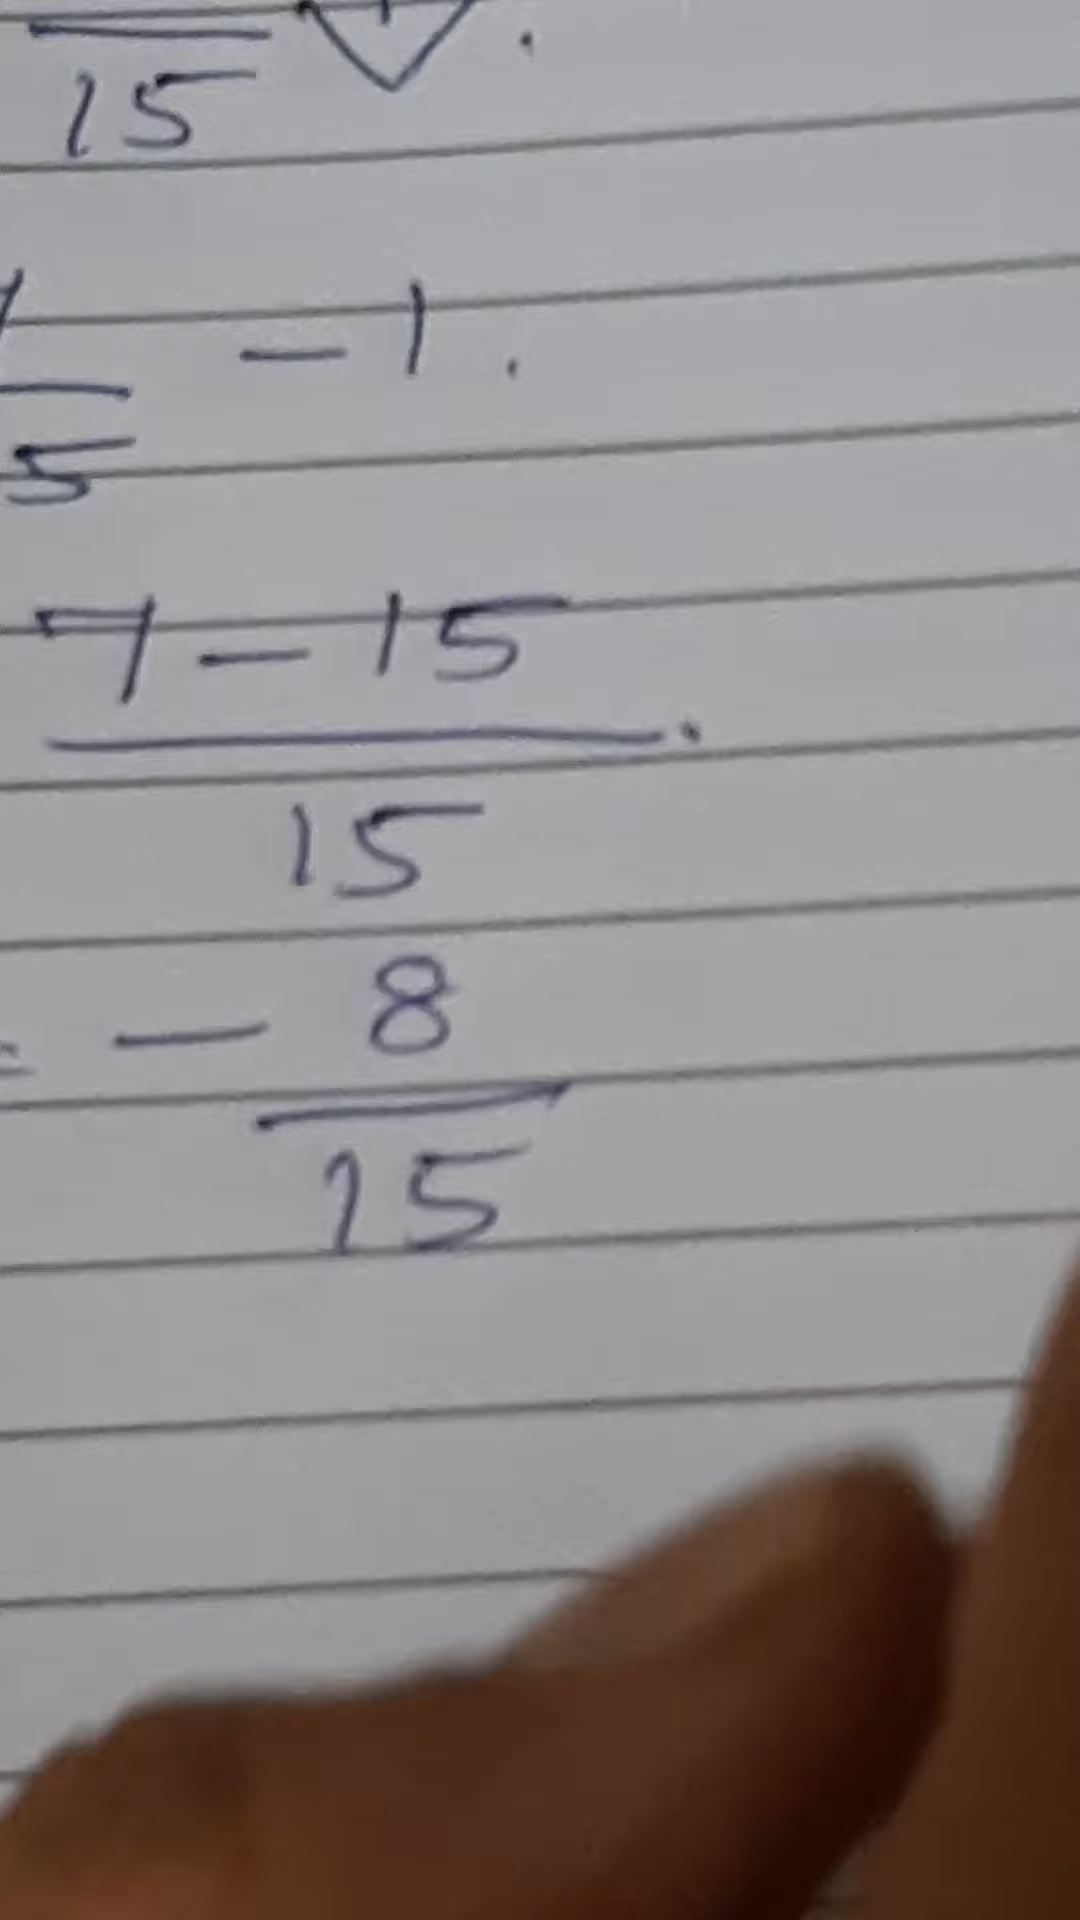 15 .
5 - 1 .
7 - 15 .
15
= - 8
15